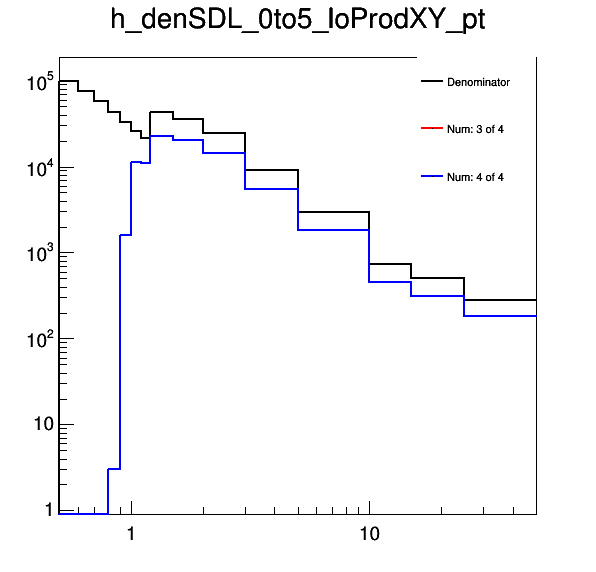 h_denSDL_0to5_loProdXY_pt
10^5
Denominator
Num: 3 of 4
10^4
Num: 4 of 4
10^3
10^2
10
1
1
10